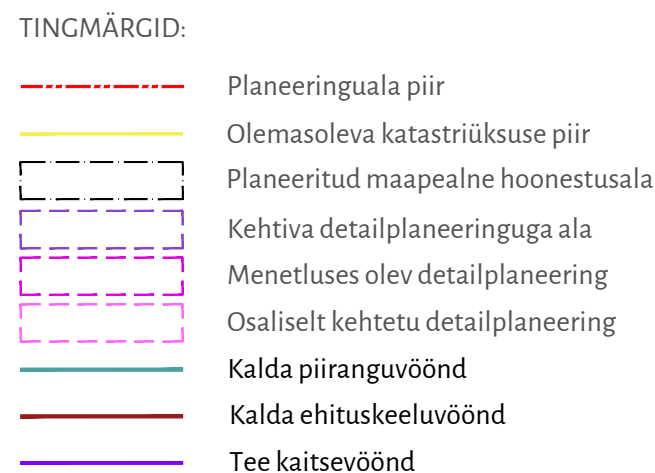 TINGMÄRGID:
Planeeringuala piir
Olemasoleva katastriüksuse piir
Planeeritud maapealne hoonestusala
Kehtiva detailplaneeringuga ala
Menetluses olev detailplaneering
Osaliselt kehtetu detailplaneering
Kalda piiranguvöönd
Kalda ehituskeeluvöönd
Tee kaitsevöönd